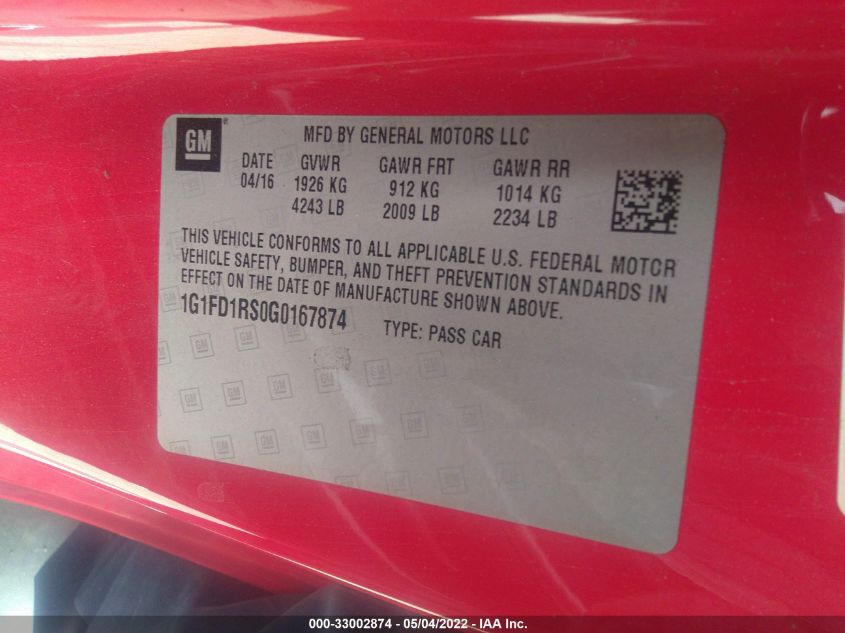 GM ® MFD BY GENERAL MOTORS LLC
DATE GVWR GAWR FRT GAWR RR
04/16 1926 KG 912 KG 1014 KG
4243 LB 2009 LB 2234 LB
THIS VEHICLE CONFORMS TO ALL APPLICABLE U.S. FEDERAL MOTOR
VEHICLE SAFETY, BUMPER, AND THEFT PREVENTION STANDARDS IN
EFFECT ON THE DATE OF MANUFACTURE SHOWN ABOVE.
1G1FD1RS0G0167874 TYPE: PASS CAR
000-33002874 - 05/04/2022 - IAA Inc.